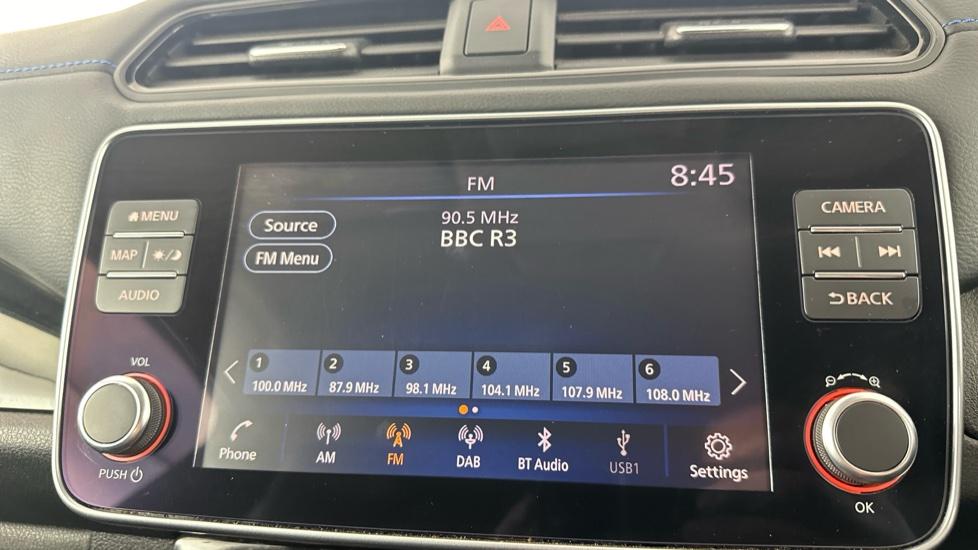 FM
8:45
90.5 MHz
BBC R3
Source
FM Menu
1 2 3 4 5 6
100.0 MHz 87.9 MHz 98.1 MHz 104.1 MHz 107.9 MHz 108.0 MHz
Phone AM FM DAB BT Audio USB1 Settings
MENU
MAP
AUDIO
VOL
PUSH
CAMERA
BACK
OK